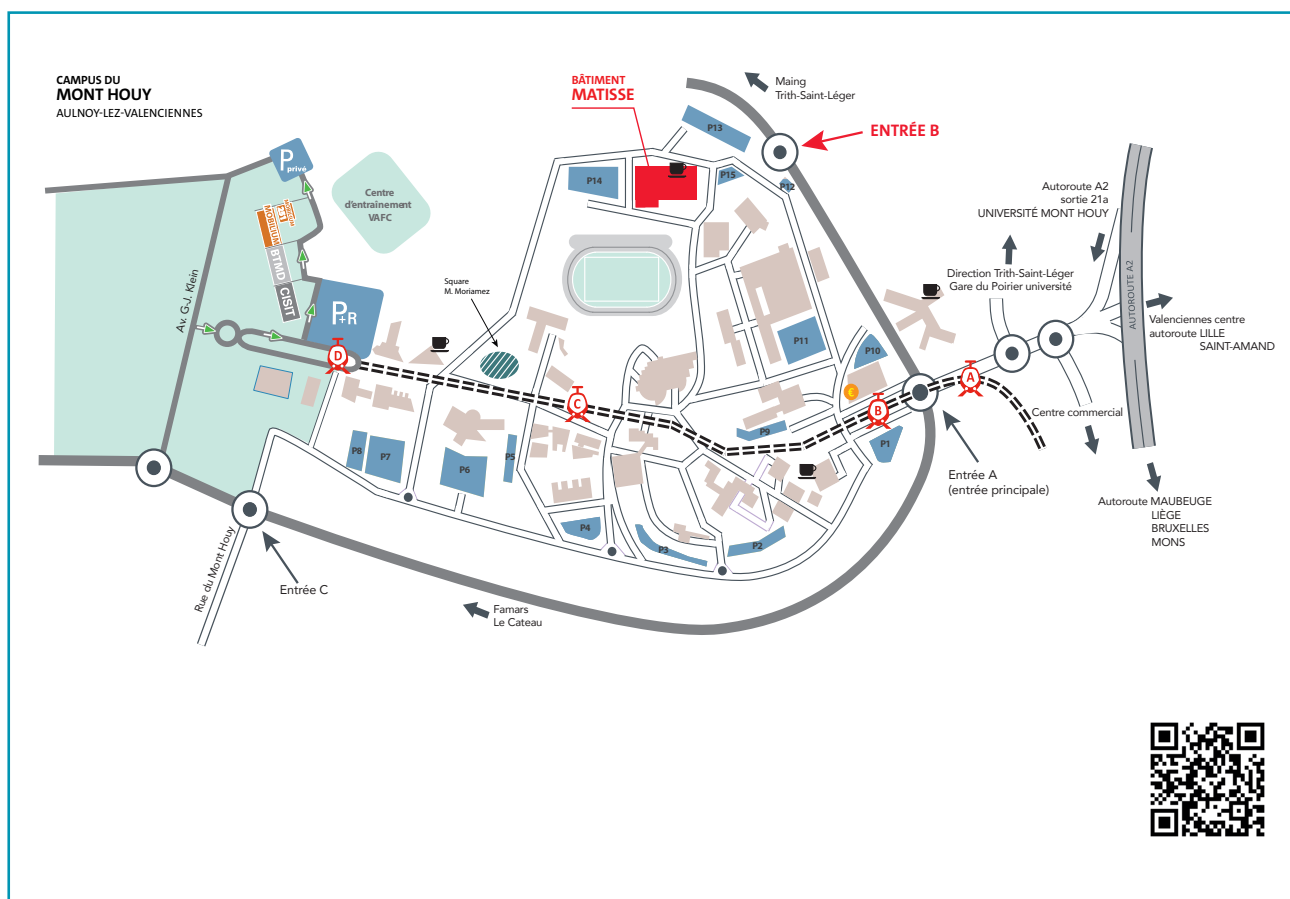 CAMPUS DU
MONT HOUY
AULNOY-LEZ-VALENCIENNES
BÂTIMENT
MATISSE
Maing
Trith-Saint-Léger
ENTRÉE B
P13
P14
P15
P12
P
privé
Centre
d'entraînement
VAFC
MOBILIUM
BTMD
CISIT
P+R
Av. G-J. Klein
Square
M. Moriamez
Autoroute A2
sortie 21a
UNIVERSITÉ MONT HOUY
Direction Trith-Saint-Léger
Gare du Poirier université
AUTOROUTE A2
Valenciennes centre
autoroute LILLE
SAINT-AMAND
P11
P10
€
D
C
B
A
Centre commercial
P9
P1
P8
P7
P6
P5
P4
P3
P2
Entrée A
(entrée principale)
Autoroute MAUBEUGE
LIÈGE
BRUXELLES
MONS
Rue du Mont Houy
Entrée C
Famars
Le Cateau